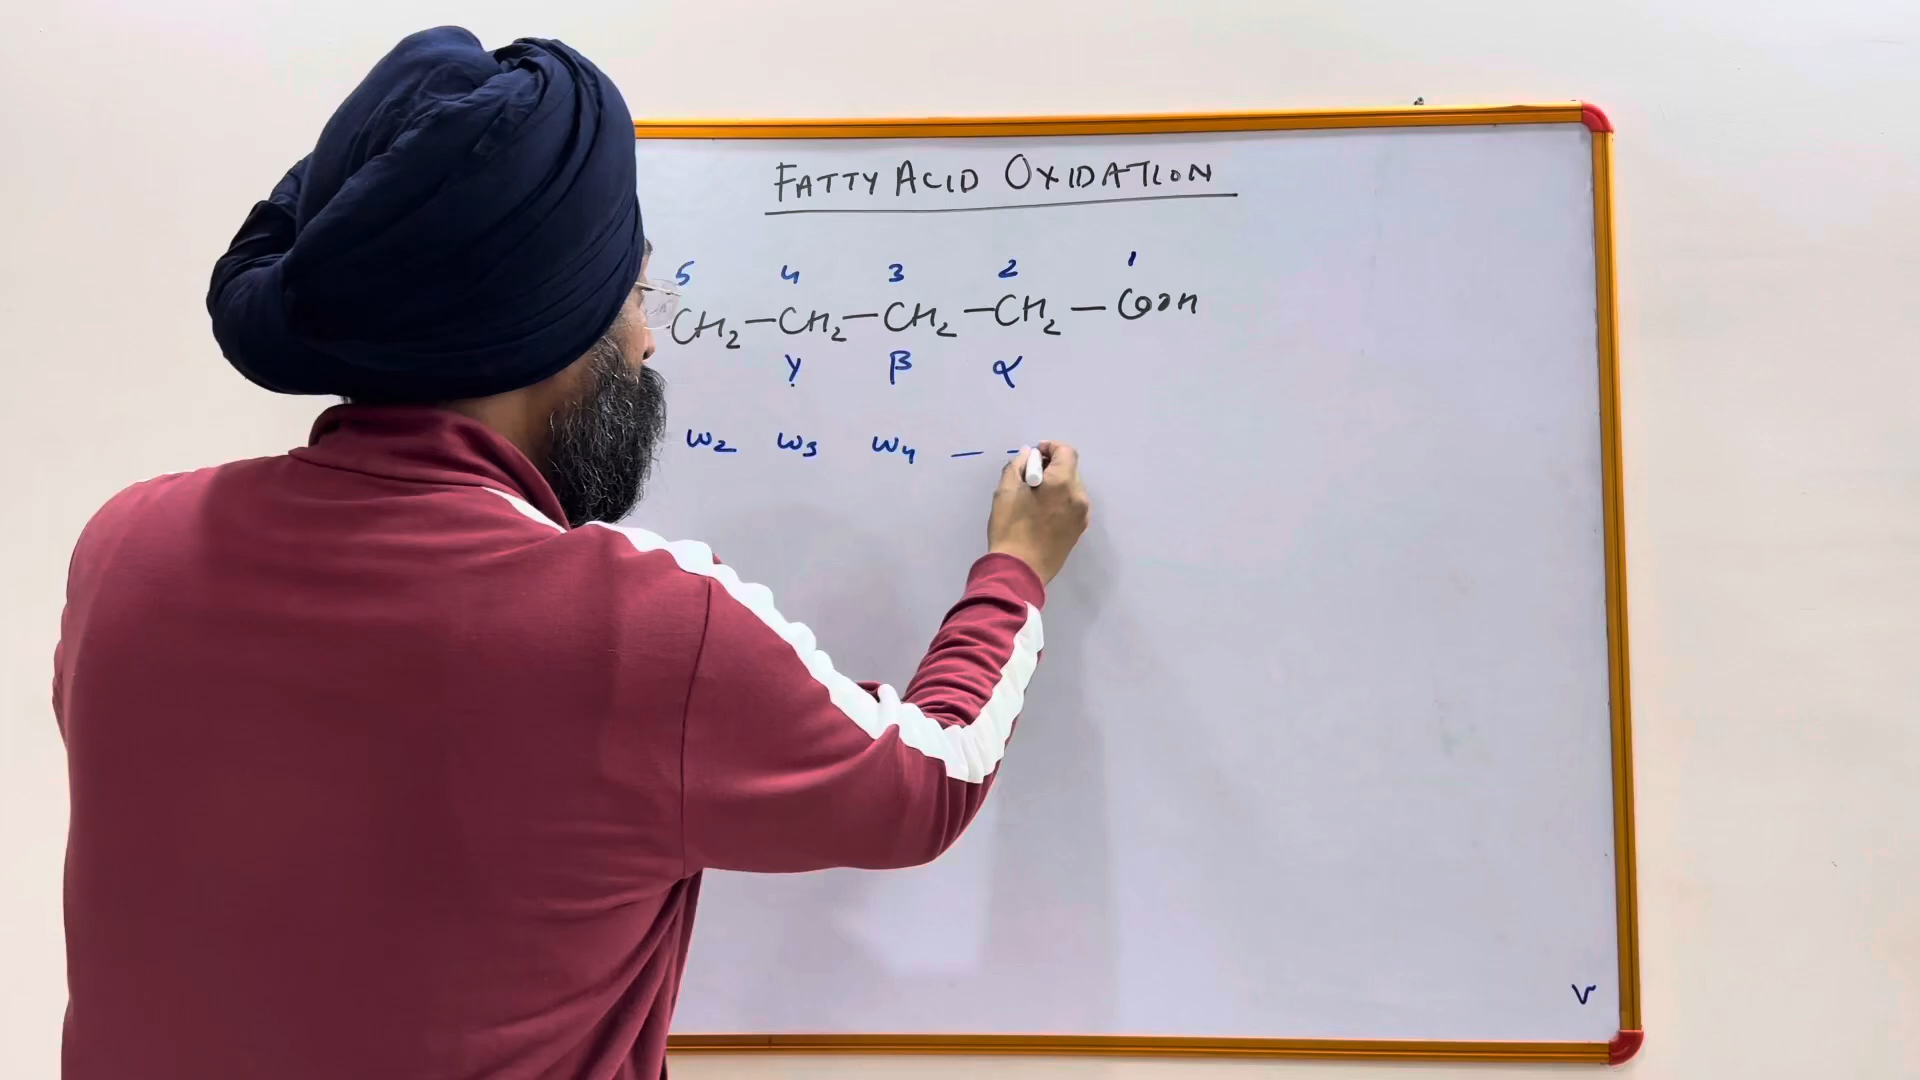 FATTY ACID OXIDATION
5 4 3 2 1
CH₂ — CH₂ — CH₂ — CH₂ — COOH
γ β α
ω₂ ω₃ ω₄ — -
v